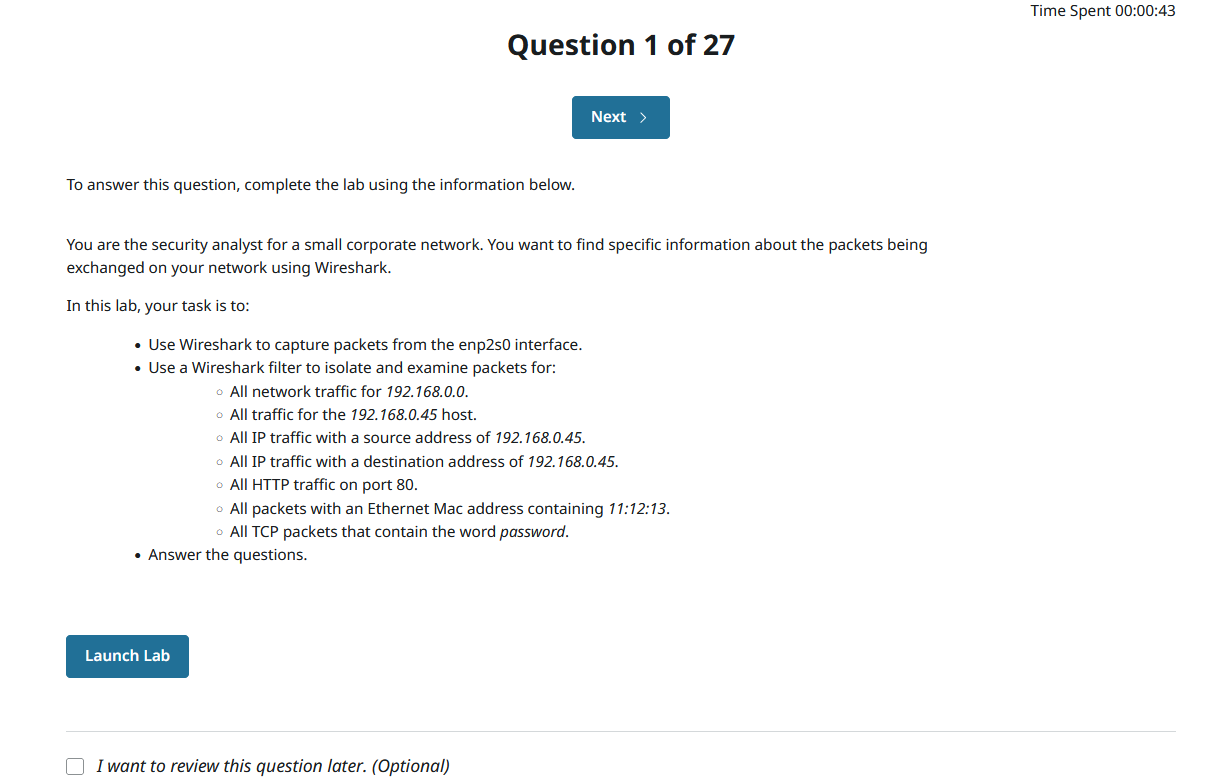 Time Spent 00:00:43
Question 1 of 27
Next
To answer this question, complete the lab using the information below.
You are the security analyst for a small corporate network. You want to find specific information about the packets being
exchanged on your network using Wireshark.
In this lab, your task is to:
• Use Wireshark to capture packets from the enp2s0 interface.
• Use a Wireshark filter to isolate and examine packets for:
○ All network traffic for 192.168.0.0.
○ All traffic for the 192.168.0.45 host.
○ All IP traffic with a source address of 192.168.0.45.
○ All IP traffic with a destination address of 192.168.0.45.
○ All HTTP traffic on port 80.
○ All packets with an Ethernet Mac address containing 11:12:13.
○ All TCP packets that contain the word password.
• Answer the questions.
Launch Lab
I want to review this question later. (Optional)